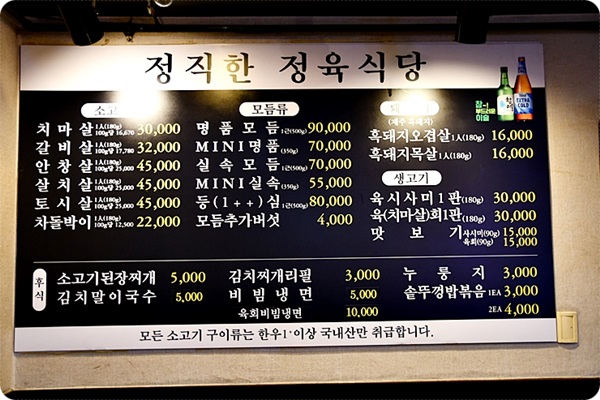 정직한 정육식당
소고
치마살 1人(180g) 100g당 16,670 30,000
갈비살 1人(180g) 100g당 17,780 32,000
안창살 1人(180g) 100g당 25,000 45,000
살치살 1人(180g) 100g당 25,000 45,000
토시살 1人(180g) 100g당 25,000 45,000
차돌박이 1人(180g) 100g당 12,500 22,000
모듬류
명품모듬 1근(500g) 90,000
MINI명품 (350g) 70,000
실속모듬 1근(500g) 70,000
MINI실속 (350g) 55,000
등(1++)심 1근(500g) 80,000
모듬추가버섯 4,000
(제주 흑돼지)
흑돼지오겹살 1人(180g) 16,000
흑돼지목살 1人(180g) 16,000
생고기
육시사미1판(180g) 30,000
육(치마살)회1판(180g) 30,000
맛보기 사시미(90g) 15,000
육회(90g) 15,000
참-!
부드러운
이슬
EXTRA
COLD
후식
소고기된장찌개 5,000
김치말이국수 5,000
김치찌개리필 3,000
비빔냉면 5,000
육회비빔냉면 10,000
누룽지 3,000
솥뚜껑밥볶음 1EA 3,000
2EA 4,000
모든 소고기 구이류는 한우1+이상 국내산만 취급합니다.